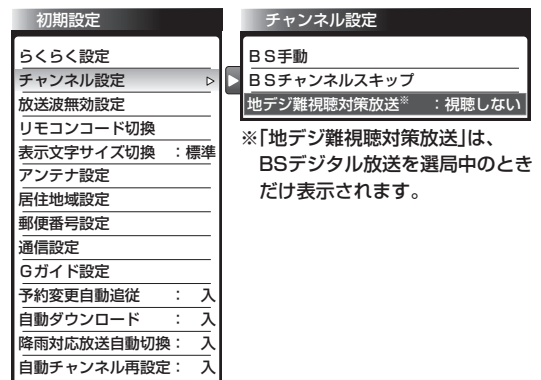 初期設定
らくらく設定
チャンネル設定
放送波無効設定
リモコンコード切換
表示文字サイズ切換 ：標準
アンテナ設定
居住地域設定
郵便番号設定
通信設定
Gガイド設定
予約変更自動追従 ： 入
自動ダウンロード ： 入
降雨対応放送自動切換： 入
自動チャンネル再設定： 入
チャンネル設定
BS手動
BSチャンネルスキップ
地デジ難視聴対策放送※ ：視聴しない
※「地デジ難視聴対策放送」は、
BSデジタル放送を選局中のとき
だけ表示されます。